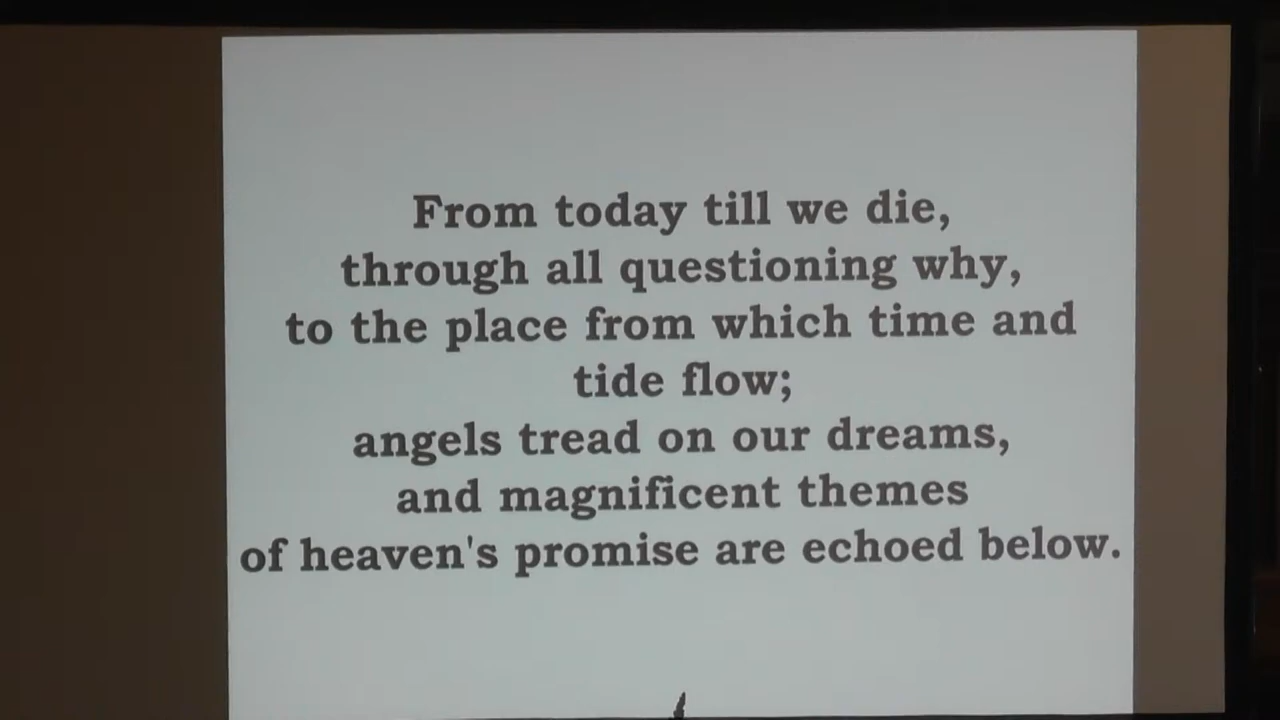 From today till we die,
through all questioning why,
to the place from which time and
tide flow;
angels tread on our dreams,
and magnificent themes
of heaven's promise are echoed below.